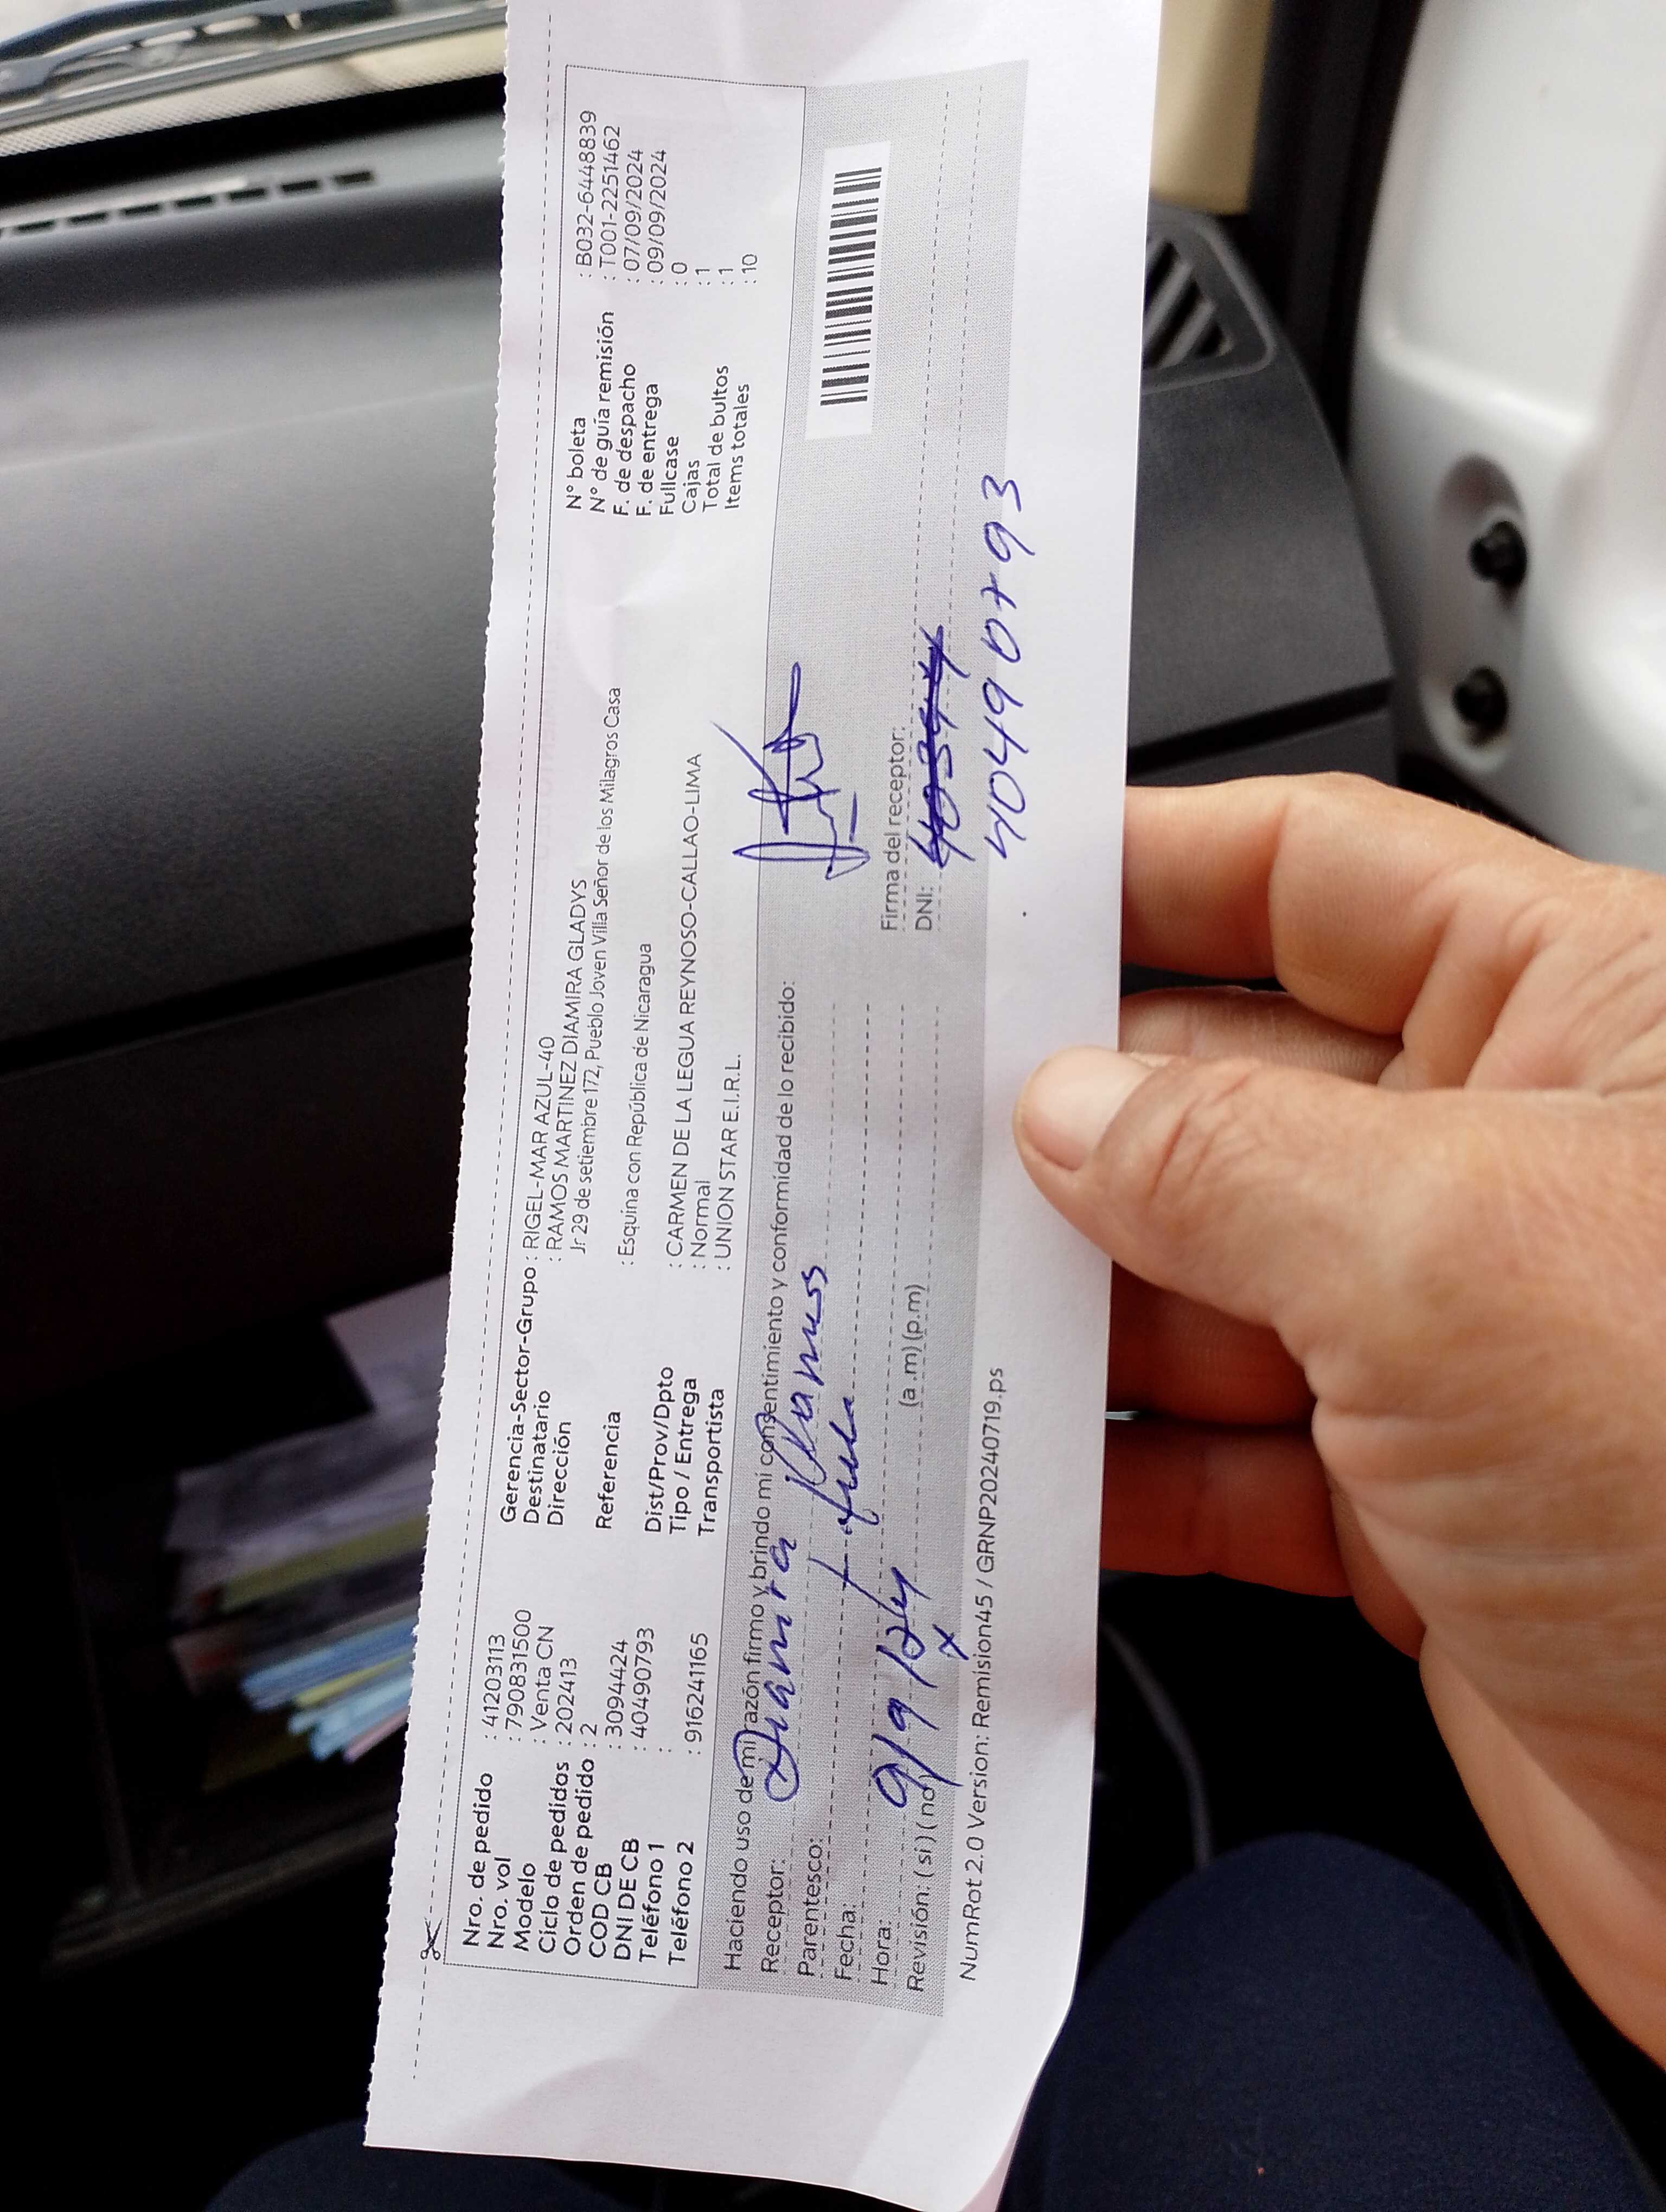 Nro. de pedido : 41203113
Nro. vol : 790831500
Modelo : Venta CN
Ciclo de pedidos : 202413
Orden de pedido : 2
COD CB : 3094424
DNI DE CB : 40490793
Teléfono 1 :
Teléfono 2 : 916241165
Gerencia-Sector-Grupo : RIGEL-MAR AZUL-40
Destinatario : RAMOS MARTINEZ DIAMIRA GLADYS
Dirección Jr 29 de setiembre 172, Pueblo Joven Villa Señor de los Milagros Casa
Referencia : Esquina con República de Nicaragua
Dist/Prov/Dpto : CARMEN DE LA LEGUA REYNOSO-CALLAO-LIMA
Tipo / Entrega : Normal
Transportista : UNION STAR E.I.R.L.
N° boleta : B032-6448839
N° de guía remisión : T001-2251462
F. de despacho : 07/09/2024
F. de entrega : 09/09/2024
Fullcase : 0
Cajas : 1
Total de bultos : 1
Items totales : 10
Haciendo uso de mi razón firmo y brindo mi consentimiento y conformidad de lo recibido:
Receptor: Diamira Ramos
Parentesco:
Fecha: 9/9/24
Hora:
(a.m) (p.m)
Revisión: (si) (no) x
Firma del receptor:
DNI:
40490793
NumRot 2.0 Version: Remision45 / GRNP20240719.ps